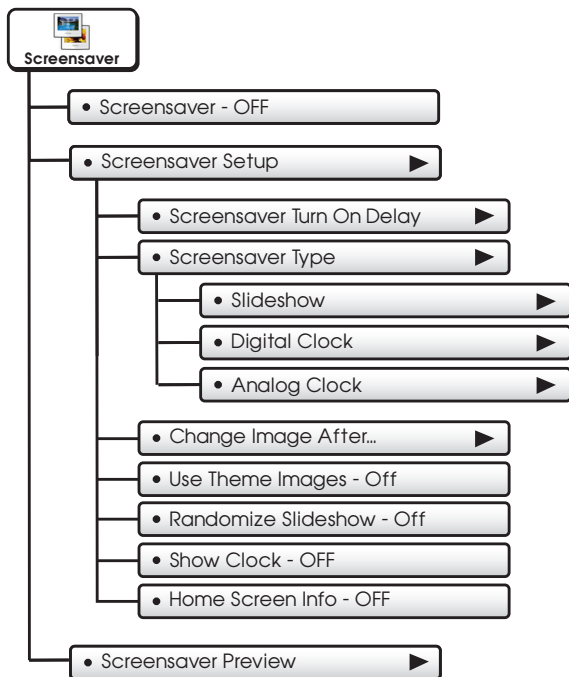 Screensaver
• Screensaver - OFF
• Screensaver Setup
• Screensaver Turn On Delay
• Screensaver Type
• Slideshow
• Digital Clock
• Analog Clock
• Change Image After...
• Use Theme Images - Off
• Randomize Slideshow - Off
• Show Clock - OFF
• Home Screen Info - OFF
• Screensaver Preview